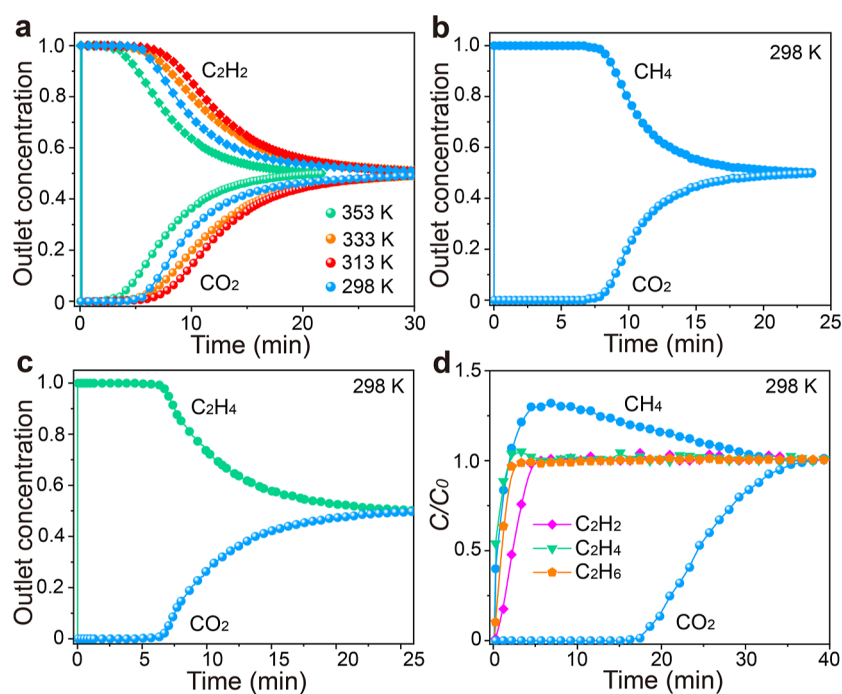 a
Outlet concentration
1.0
0.8
0.6
0.4
0.2
0
C2H2
CO2
353 K
333 K
313 K
298 K
0 10 20 30
Time (min)
b
298 K
Outlet concentration
1.0
0.8
0.6
0.4
0.2
0
CH4
CO2
0 5 10 15 20 25
Time (min)
c
298 K
Outlet concentration
1.0
0.8
0.6
0.4
0.2
0
C2H4
CO2
0 5 10 15 20 25
Time (min)
d
298 K
C/C0
1.5
1.0
0.5
0
CH4
C2H2
C2H4
C2H6
CO2
0 10 20 30 40
Time (min)